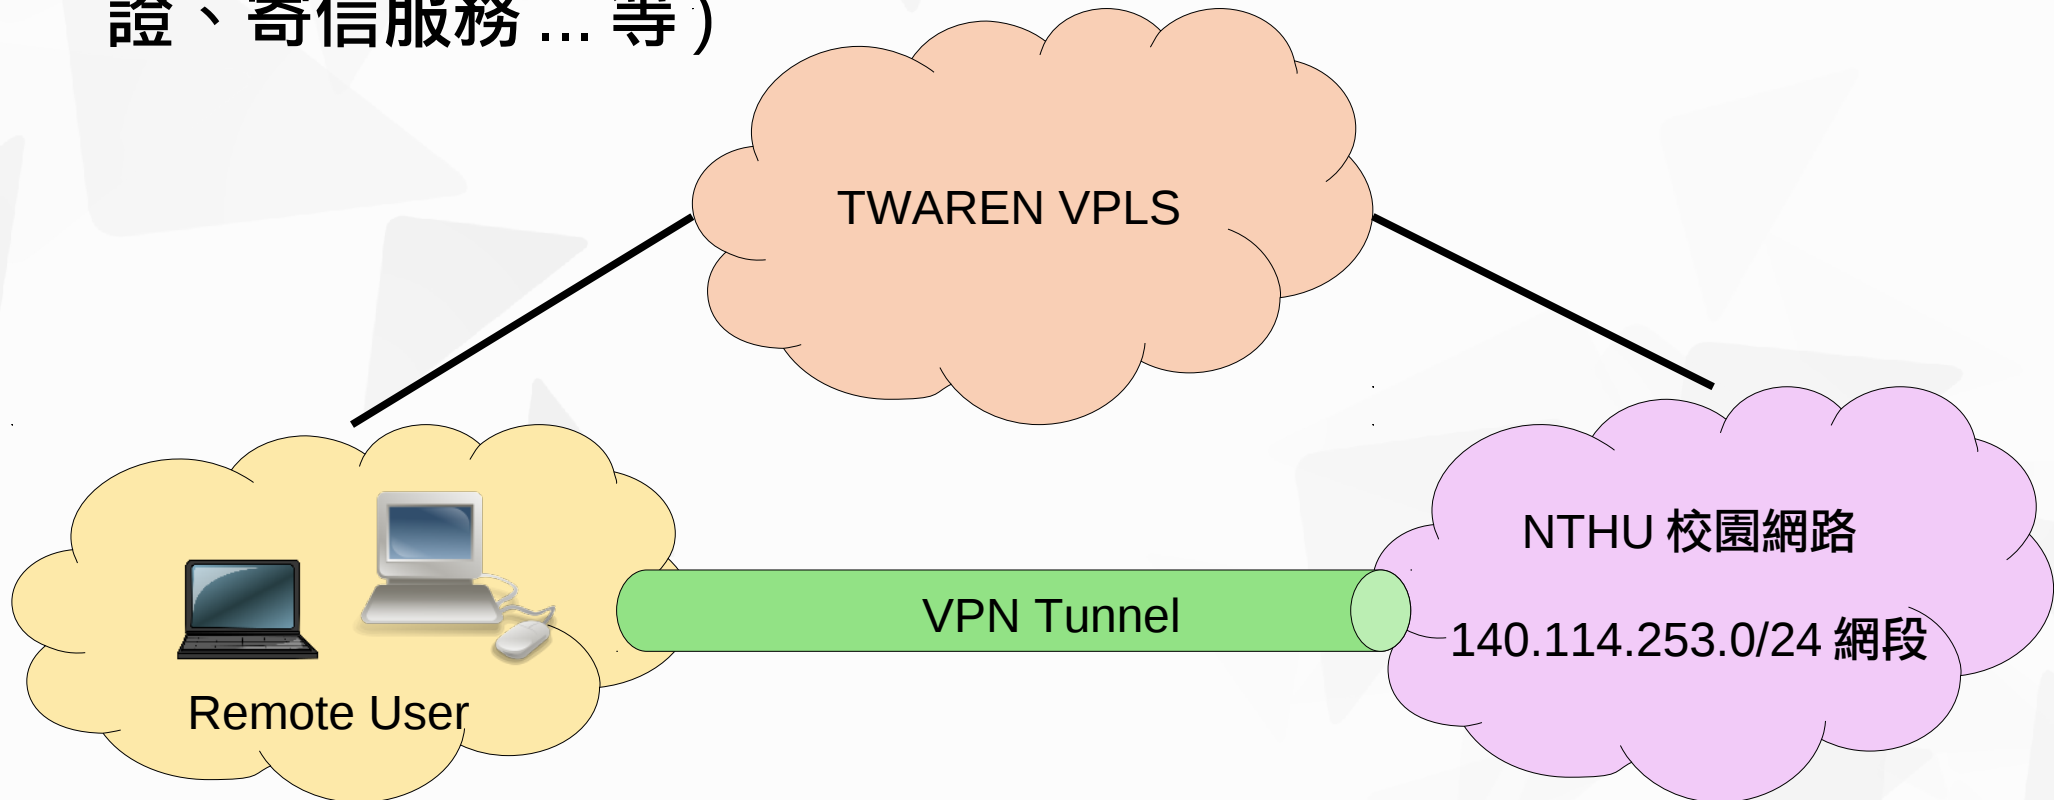 證、寄信服務 ... 等 )
TWAREN VPLS
NTHU 校園網路
VPN Tunnel
140.114.253.0/24 網段
Remote User